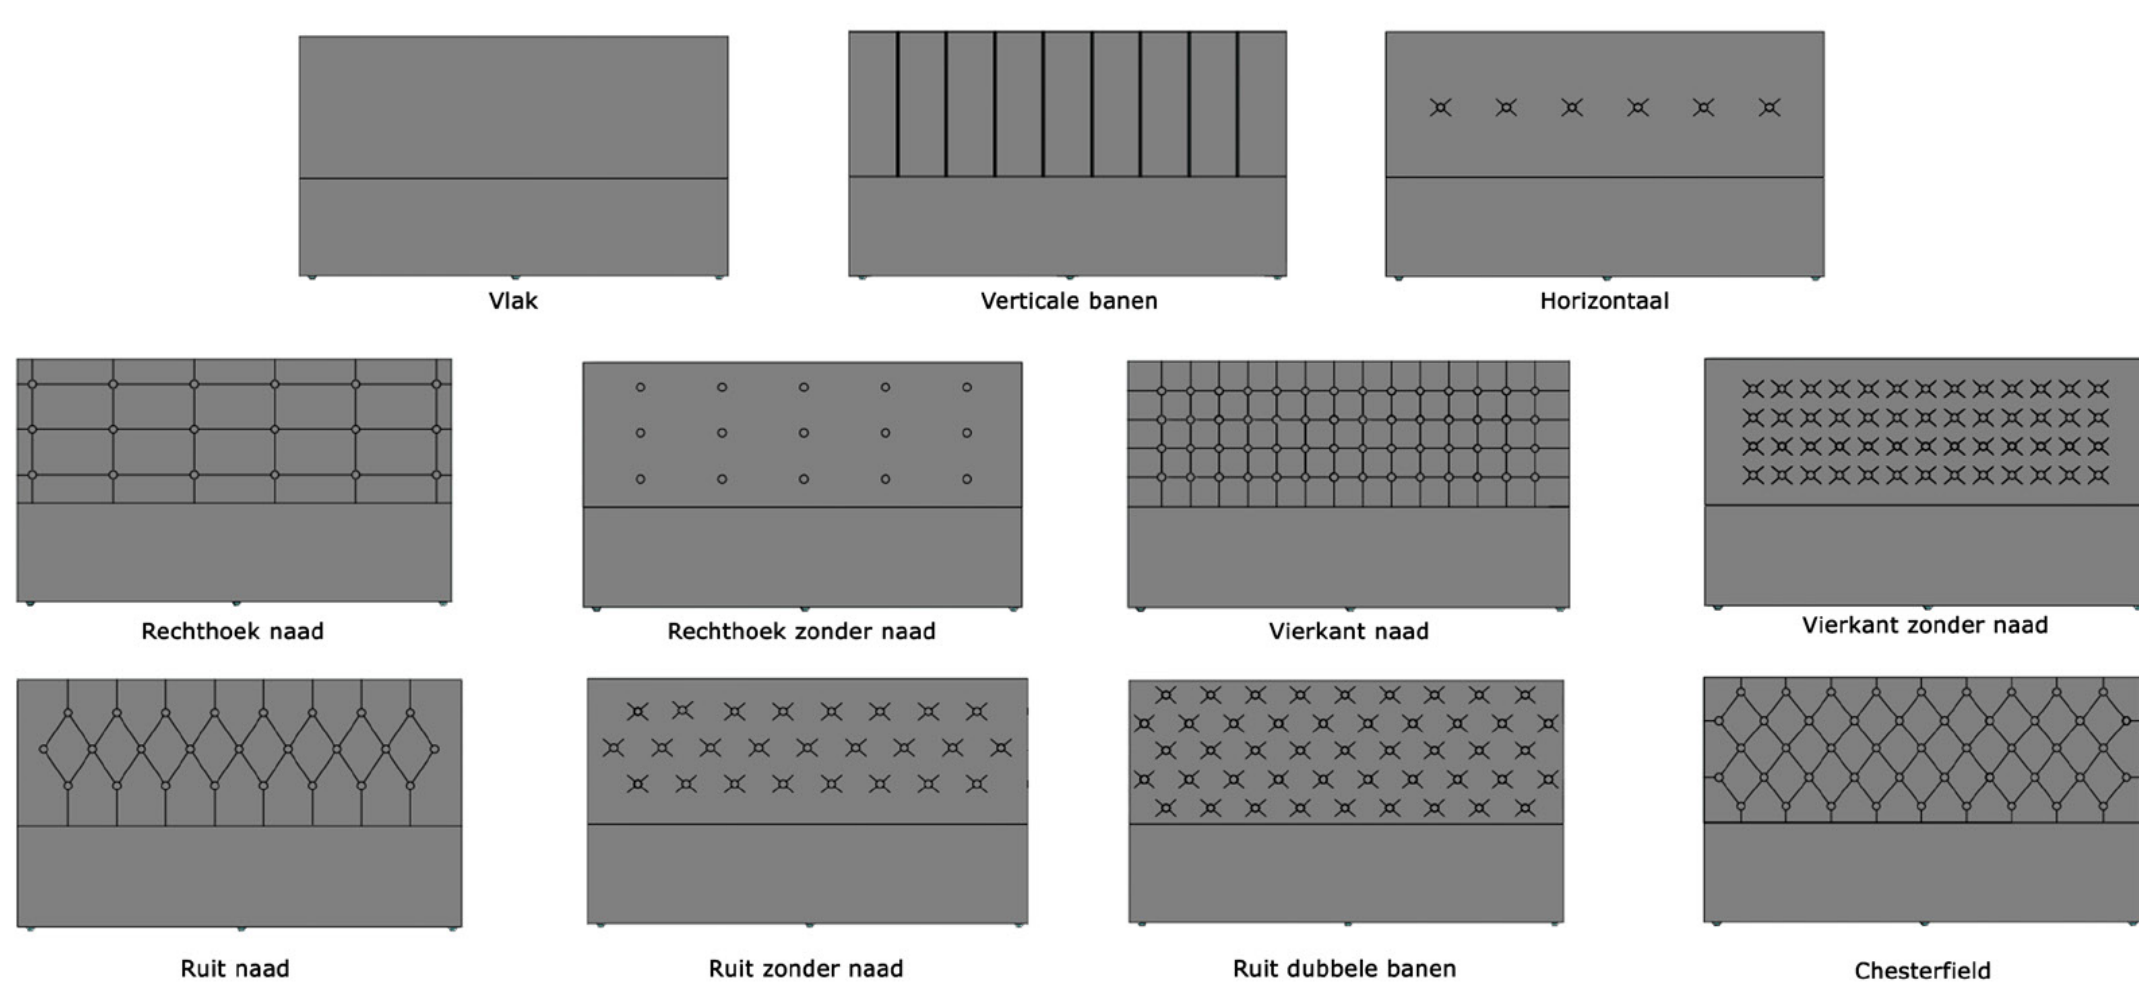 Vlak
Verticale banen
Horizontaal
Rechthoek naad
Rechthoek zonder naad
Vierkant naad
Vierkant zonder naad
Ruit naad
Ruit zonder naad
Ruit dubbele banen
Chesterfield